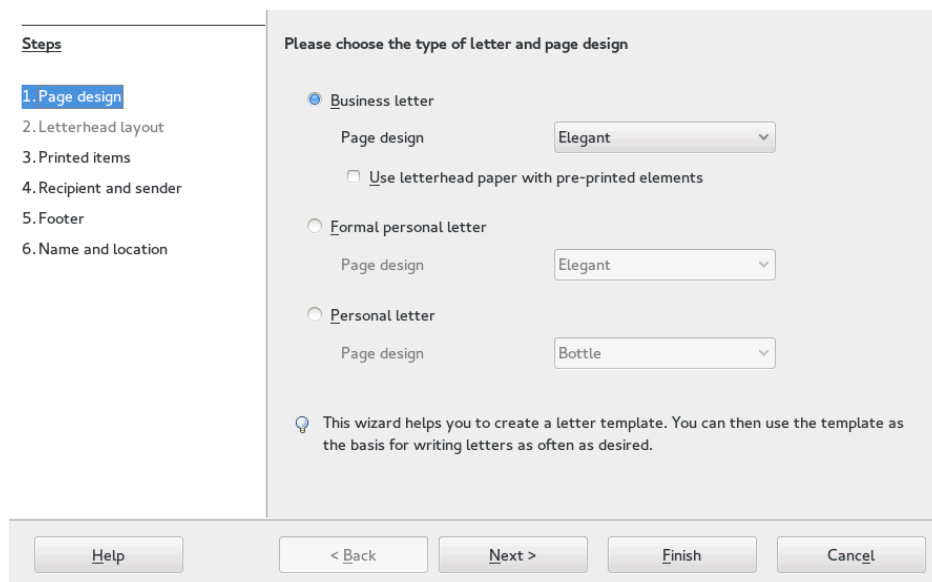 Steps
1. Page design
2. Letterhead layout
3. Printed items
4. Recipient and sender
5. Footer
6. Name and location
Please choose the type of letter and page design
Business letter
Page design Elegant
Use letterhead paper with pre-printed elements
Formal personal letter
Page design Elegant
Personal letter
Page design Bottle
This wizard helps you to create a letter template. You can then use the template as
the basis for writing letters as often as desired.
Help < Back Next > Finish Cancel